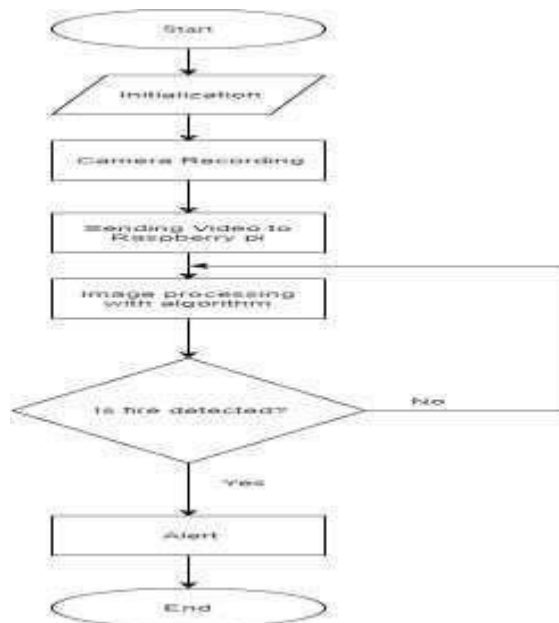 Start
Initialization
Camera Recording
Sending Video to
Raspberry pi
Image processing
with algorithm
Is fire detected?
No
Yes
Alert
End